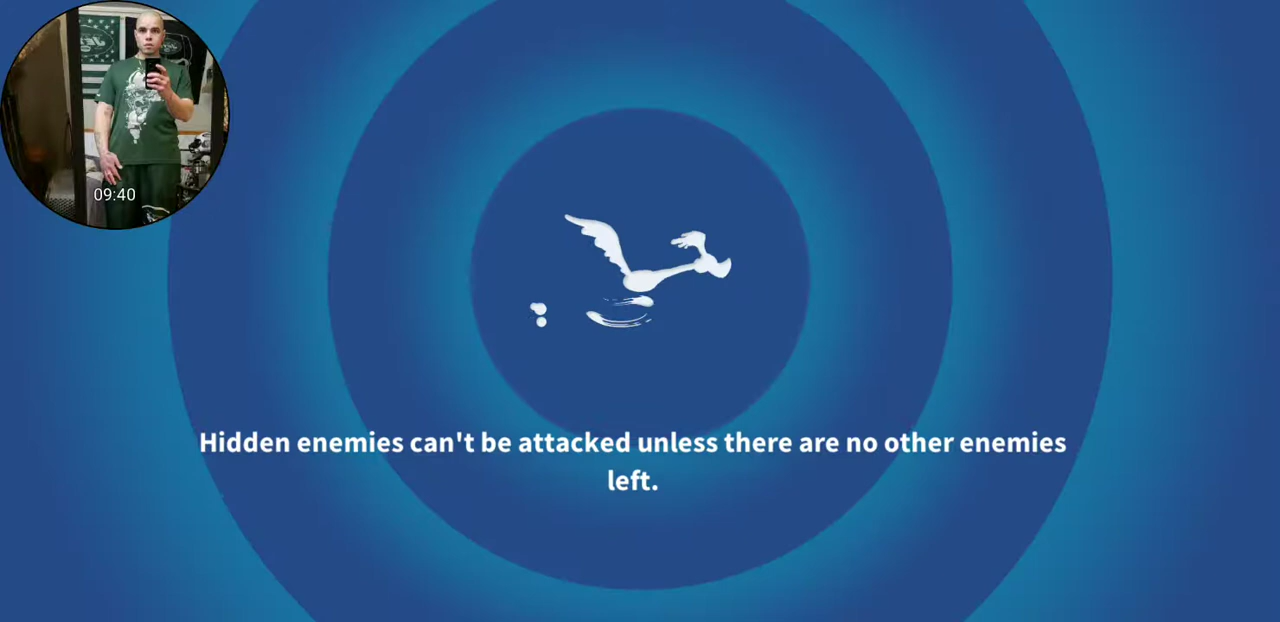 09:40
Hidden enemies can't be attacked unless there are no other enemies
left.